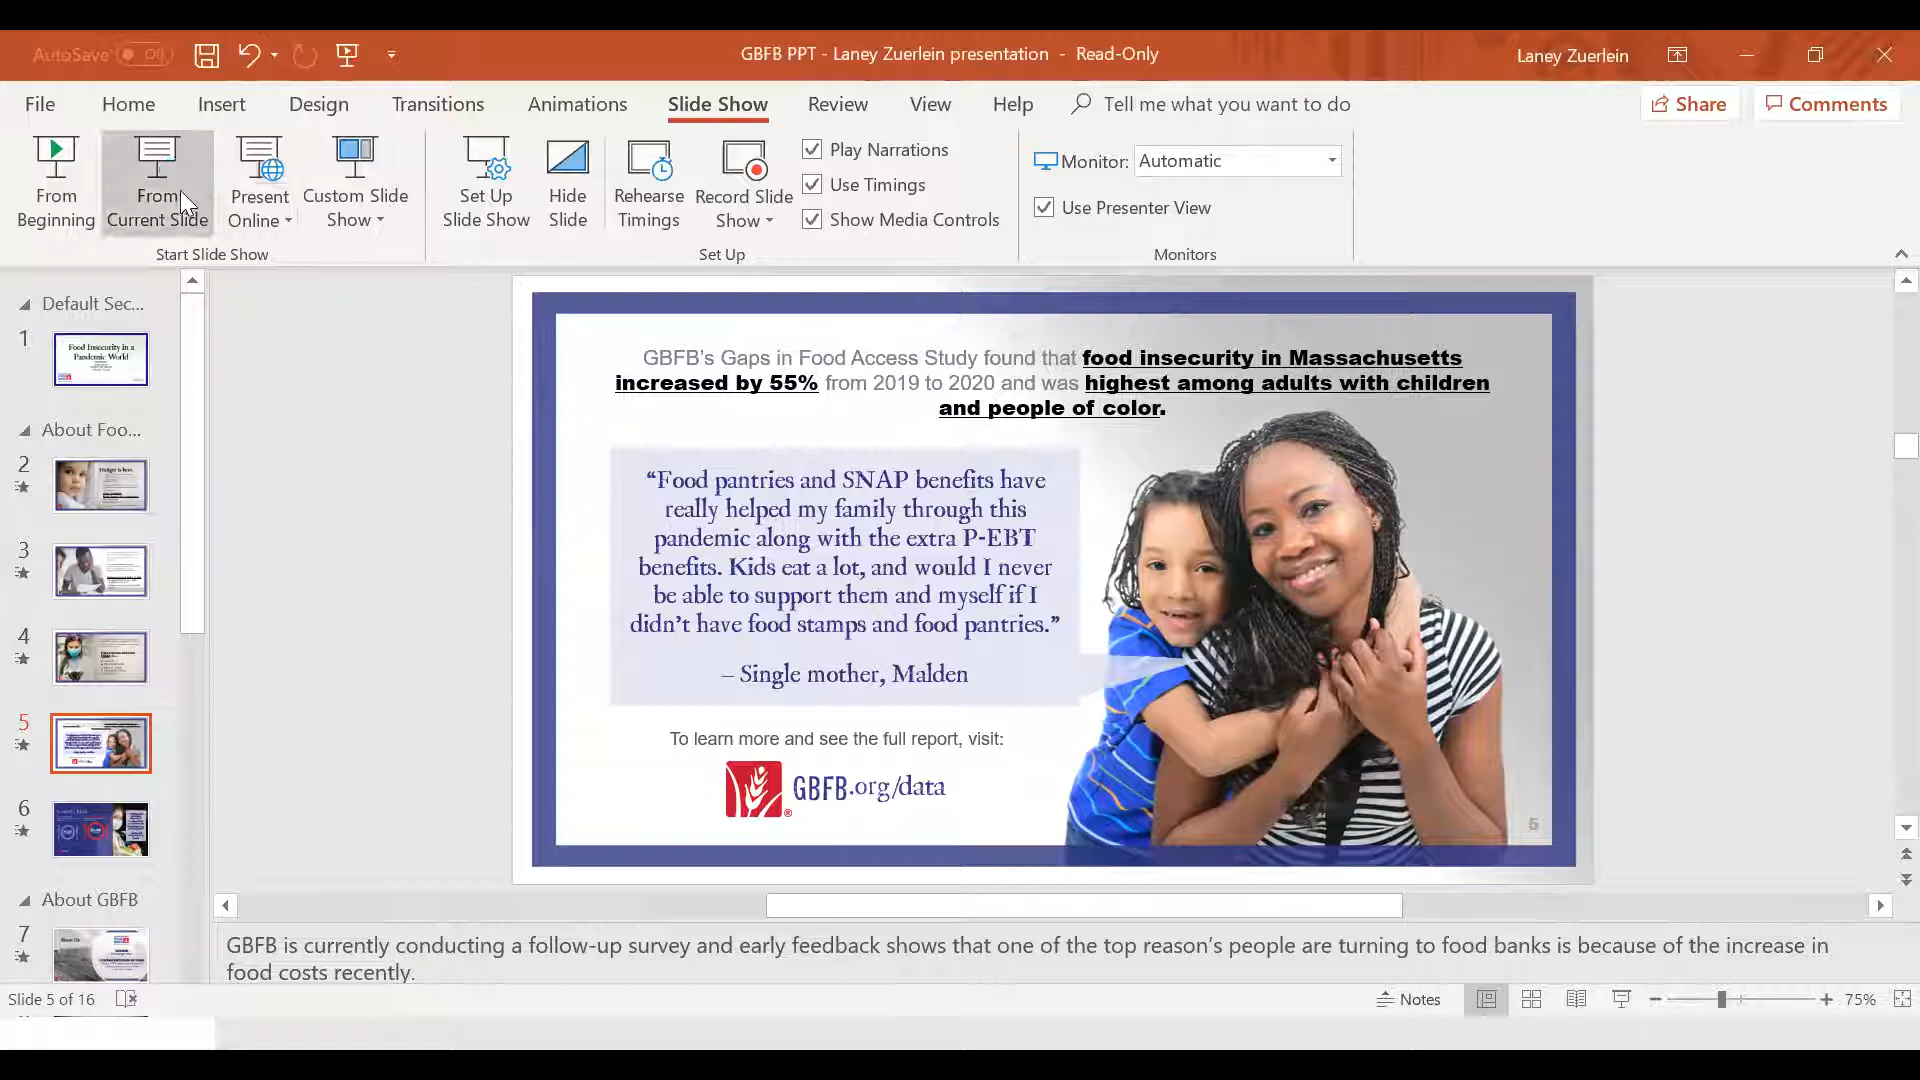 AutoSave Off
GBFB PPT - Laney Zuerlein presentation - Read-Only
Laney Zuerlein
File Home Insert Design Transitions Animations Slide Show Review View Help Tell me what you want to do
Share Comments
From Beginning
From Current Slide
Present Online
Custom Slide Show
Start Slide Show
Set Up Slide Show
Hide Slide
Rehearse Timings
Record Slide Show
Play Narrations
Use Timings
Show Media Controls
Set Up
Monitor: Automatic
Use Presenter View
Monitors
Default Sec...
1
Food Insecurity in a
Pandemic World
About Foo...
2
Hunger is here.
3
4
5
6
About GBFB
7
About Us
GBFB's Gaps in Food Access Study found that food insecurity in Massachusetts
increased by 55% from 2019 to 2020 and was highest among adults with children
and people of color.
“Food pantries and SNAP benefits have
really helped my family through this
pandemic along with the extra P-EBT
benefits. Kids eat a lot, and would I never
be able to support them and myself if I
didn't have food stamps and food pantries.”
– Single mother, Malden
To learn more and see the full report, visit:
GBFB.org/data
5
GBFB is currently conducting a follow-up survey and early feedback shows that one of the top reason's people are turning to food banks is because of the increase in
food costs recently.
Slide 5 of 16
Notes
75%